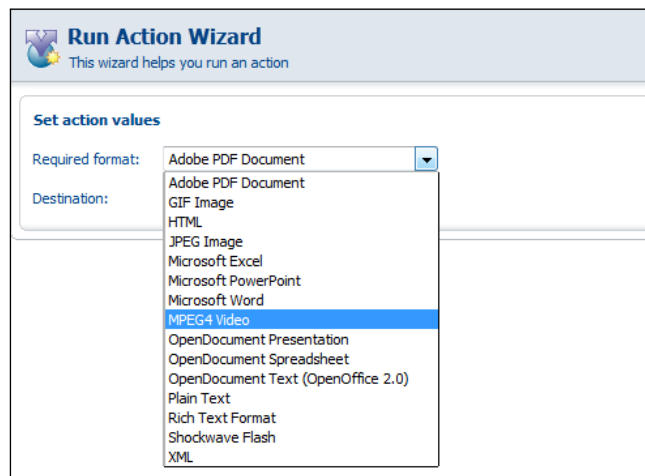 Run Action Wizard
This wizard helps you run an action
Set action values
Required format: Adobe PDF Document
Adobe PDF Document
Destination:
GIF Image
HTML
JPEG Image
Microsoft Excel
Microsoft PowerPoint
Microsoft Word
MPEG4 Video
OpenDocument Presentation
OpenDocument Spreadsheet
OpenDocument Text (OpenOffice 2.0)
Plain Text
Rich Text Format
Shockwave Flash
XML